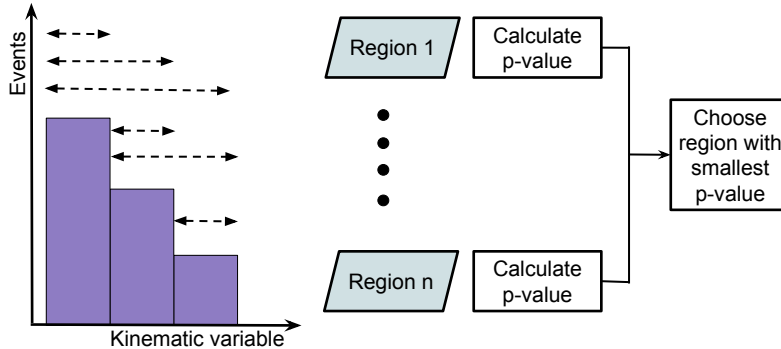 Events
Kinematic variable
Region 1
Calculate
p-value
Region n
Calculate
p-value
Choose
region with
smallest
p-value